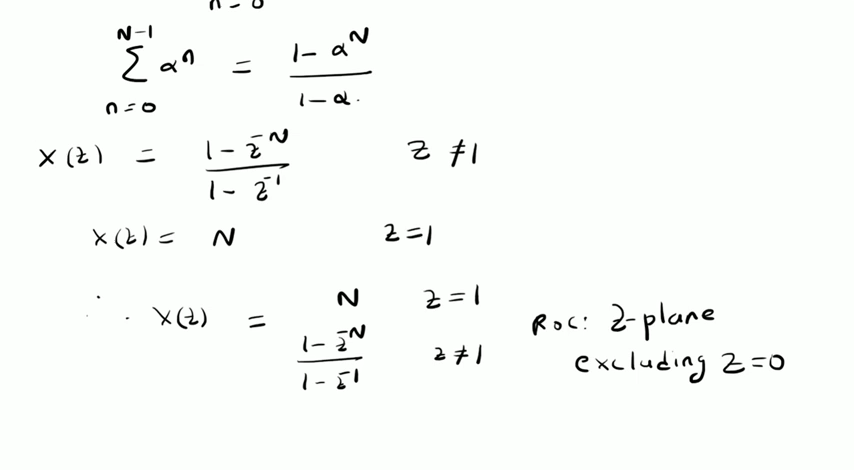 n=0
N-1
∑ αⁿ = (1-α^N)/(1-α.)
n=0
X(z) = (1-z^-N)/(1-z^-1) z≠1
X(z) = N z=1
∴ X(z) = N z=1
(1-z^-N)/(1-z^-1) z≠1
ROC: z-plane
excluding z=0